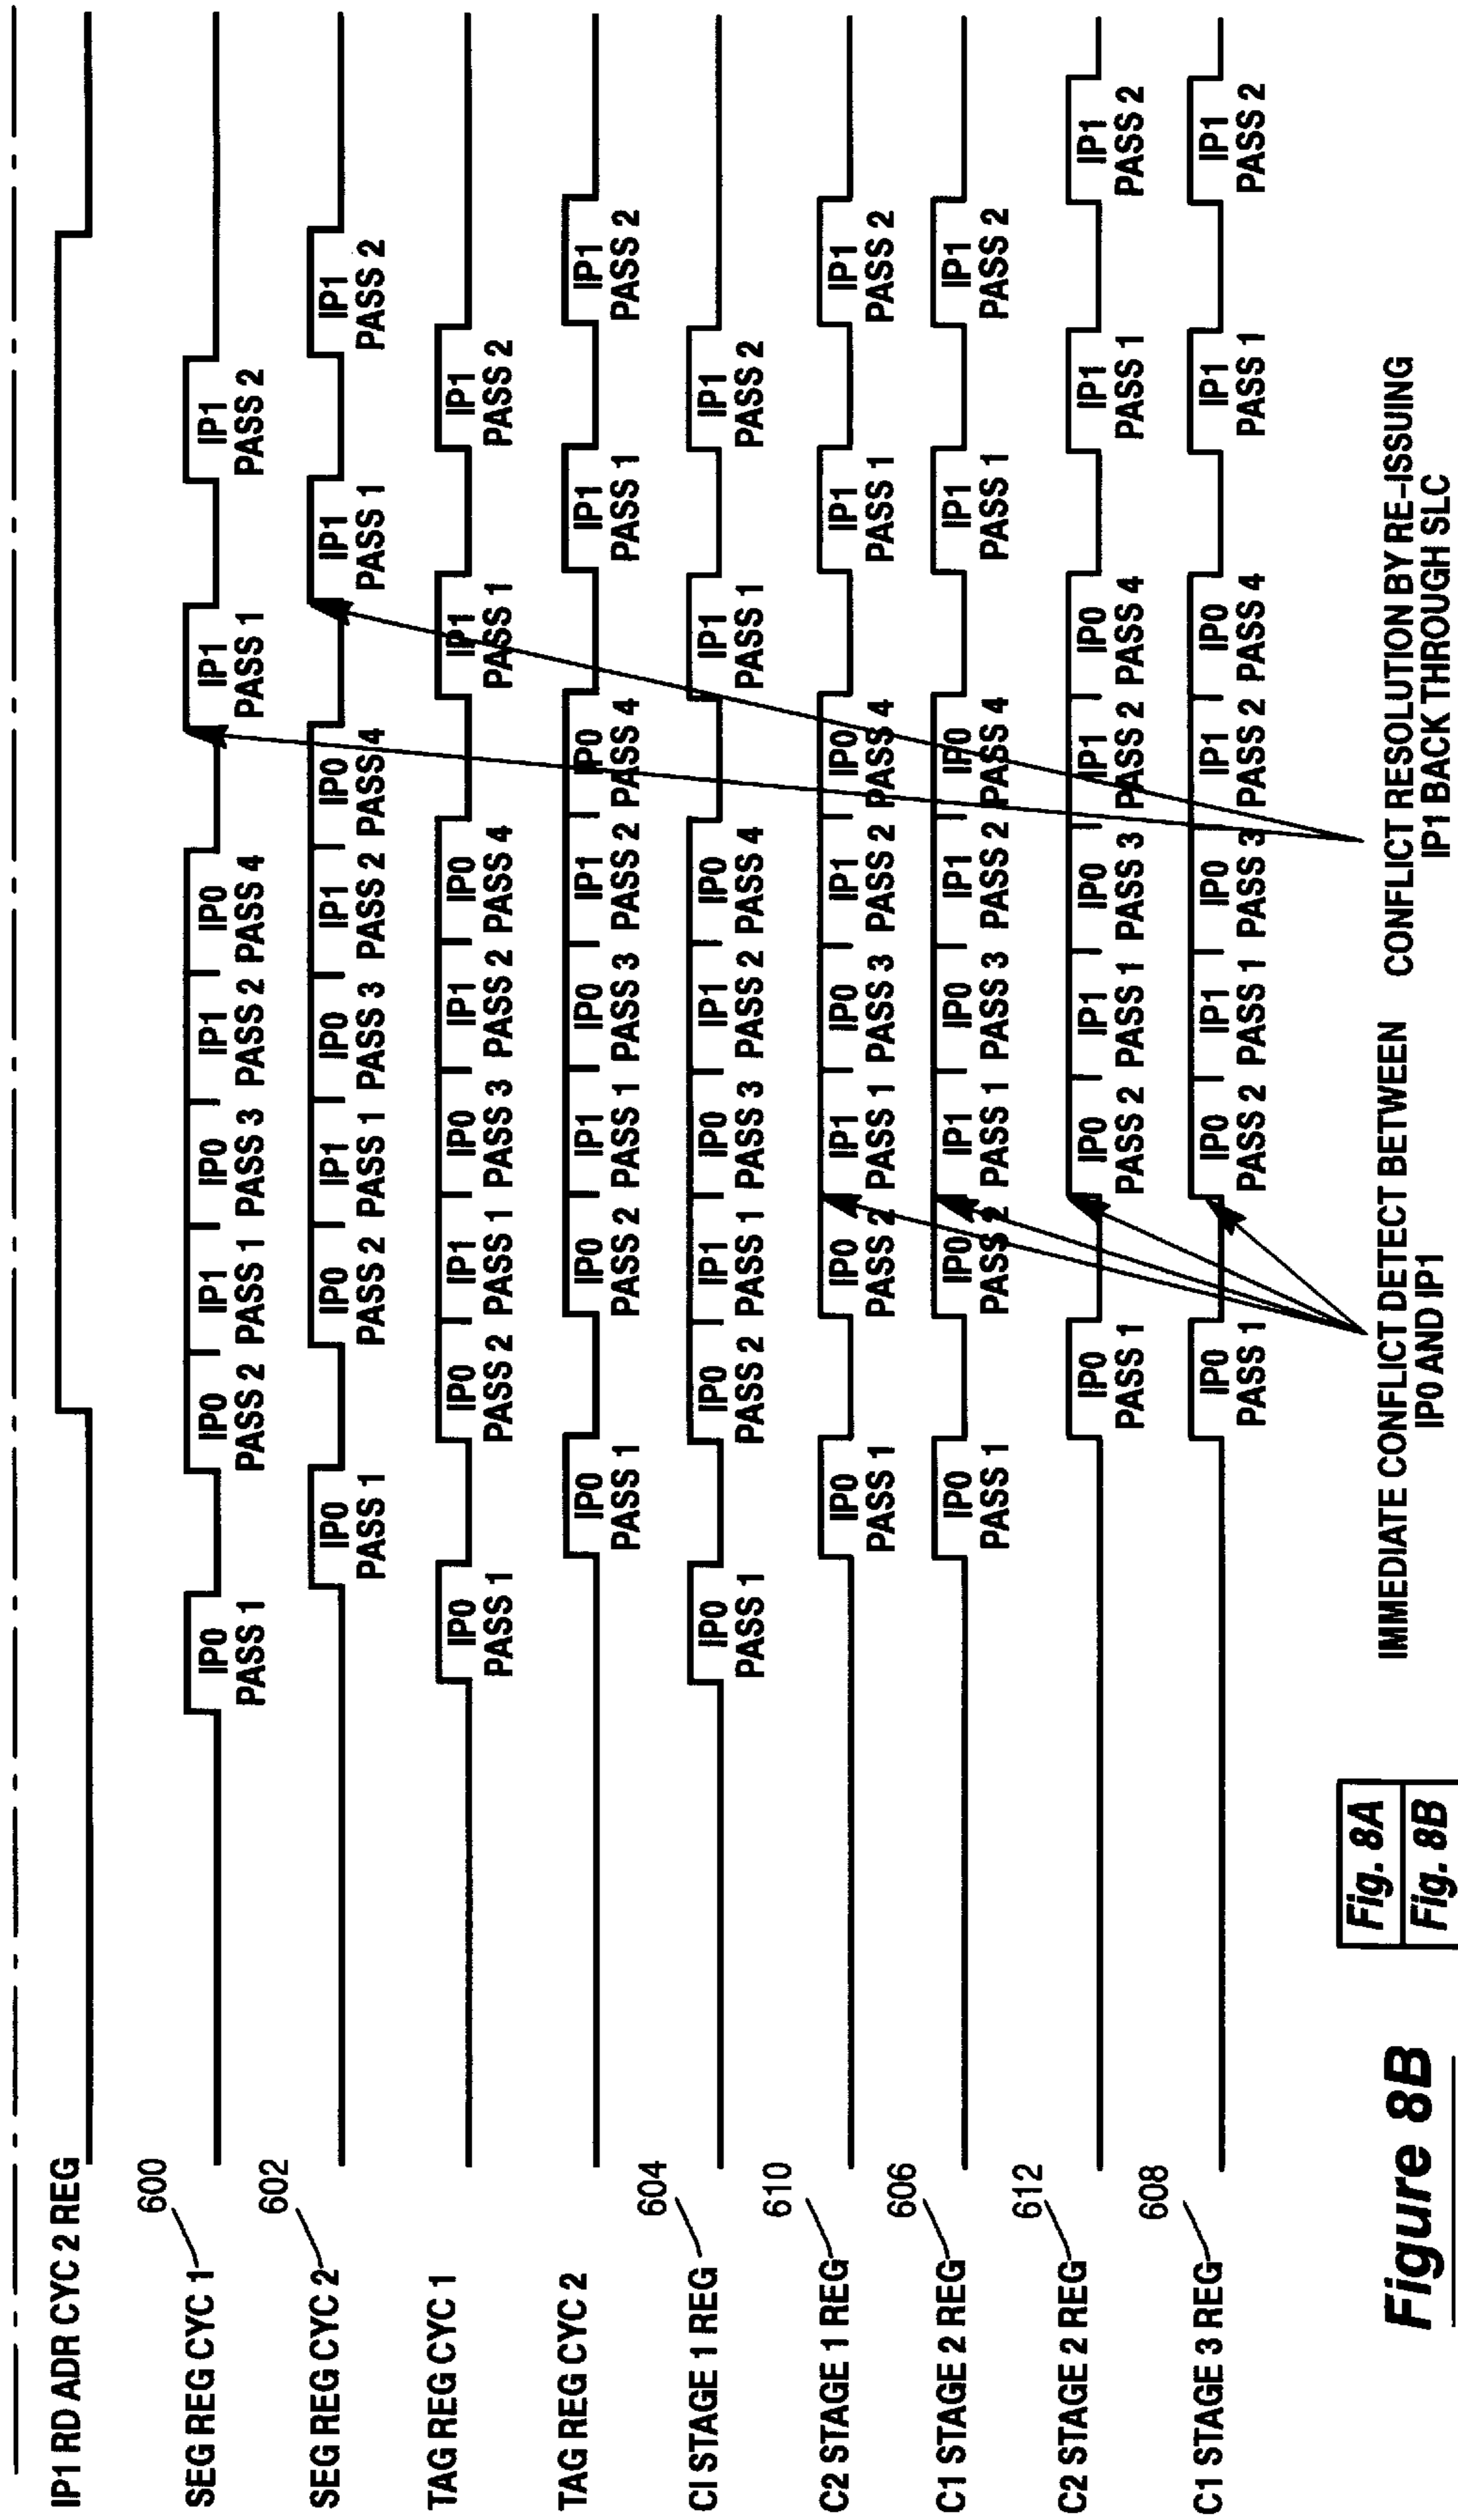 IP1 RD ADR CYC 2 REG
600
SEG REG CYC 1
IP0 IP0 IP1 IP0 IP1 IP0 IP1 IP1
PASS 1 PASS 2 PASS 1 PASS 3 PASS 2 PASS 4 PASS 1 PASS 2
602
SEG REG CYC 2
IP0 IP0 IP1 IP0 IP1 IP0 IP1 IP1
PASS 1 PASS 2 PASS 1 PASS 3 PASS 2 PASS 4 PASS 1 PASS 2
TAG REG CYC 1
IP0 IP0 IP1 IP0 IP1 IP0 IP1 IP1
PASS 1 PASS 2 PASS 1 PASS 3 PASS 2 PASS 4 PASS 1 PASS 2
TAG REG CYC 2
IP0 IP0 IP1 IP0 IP1 IP0 IP1 IP1
PASS 1 PASS 2 PASS 1 PASS 3 PASS 2 PASS 4 PASS 1 PASS 2
604
CI STAGE 1 REG
IP0 IP0 IP1 IP0 IP1 IP0 IP1 IP1
PASS 1 PASS 2 PASS 1 PASS 3 PASS 2 PASS 4 PASS 1 PASS 2
610
C2 STAGE 1 REG
IP0 IP0 IP1 IP0 IP1 IP0 IP1 IP1
PASS 1 PASS 2 PASS 1 PASS 3 PASS 2 PASS 4 PASS 1 PASS 2
606
C1 STAGE 2 REG
IP0 IP0 IP1 IP0 IP1 IP0 IP1 IP1
PASS 1 PASS 2 PASS 1 PASS 3 PASS 2 PASS 4 PASS 1 PASS 2
612
C2 STAGE 2 REG
IP0 IP0 IP1 IP0 IP1 IP0 IP1 IP1
PASS 1 PASS 2 PASS 1 PASS 3 PASS 2 PASS 4 PASS 1 PASS 2
608
C1 STAGE 3 REG
IP0 IP0 IP1 IP0 IP1 IP0 IP1 IP1
PASS 1 PASS 2 PASS 1 PASS 3 PASS 2 PASS 4 PASS 1 PASS 2
IMMEDIATE CONFLICT DETECT BETWEEN
IP0 AND IP1
CONFLICT RESOLUTION BY RE-ISSUING
IP1 BACK THROUGH SLC
Fig. 8A
Fig. 8B
Figure 8B